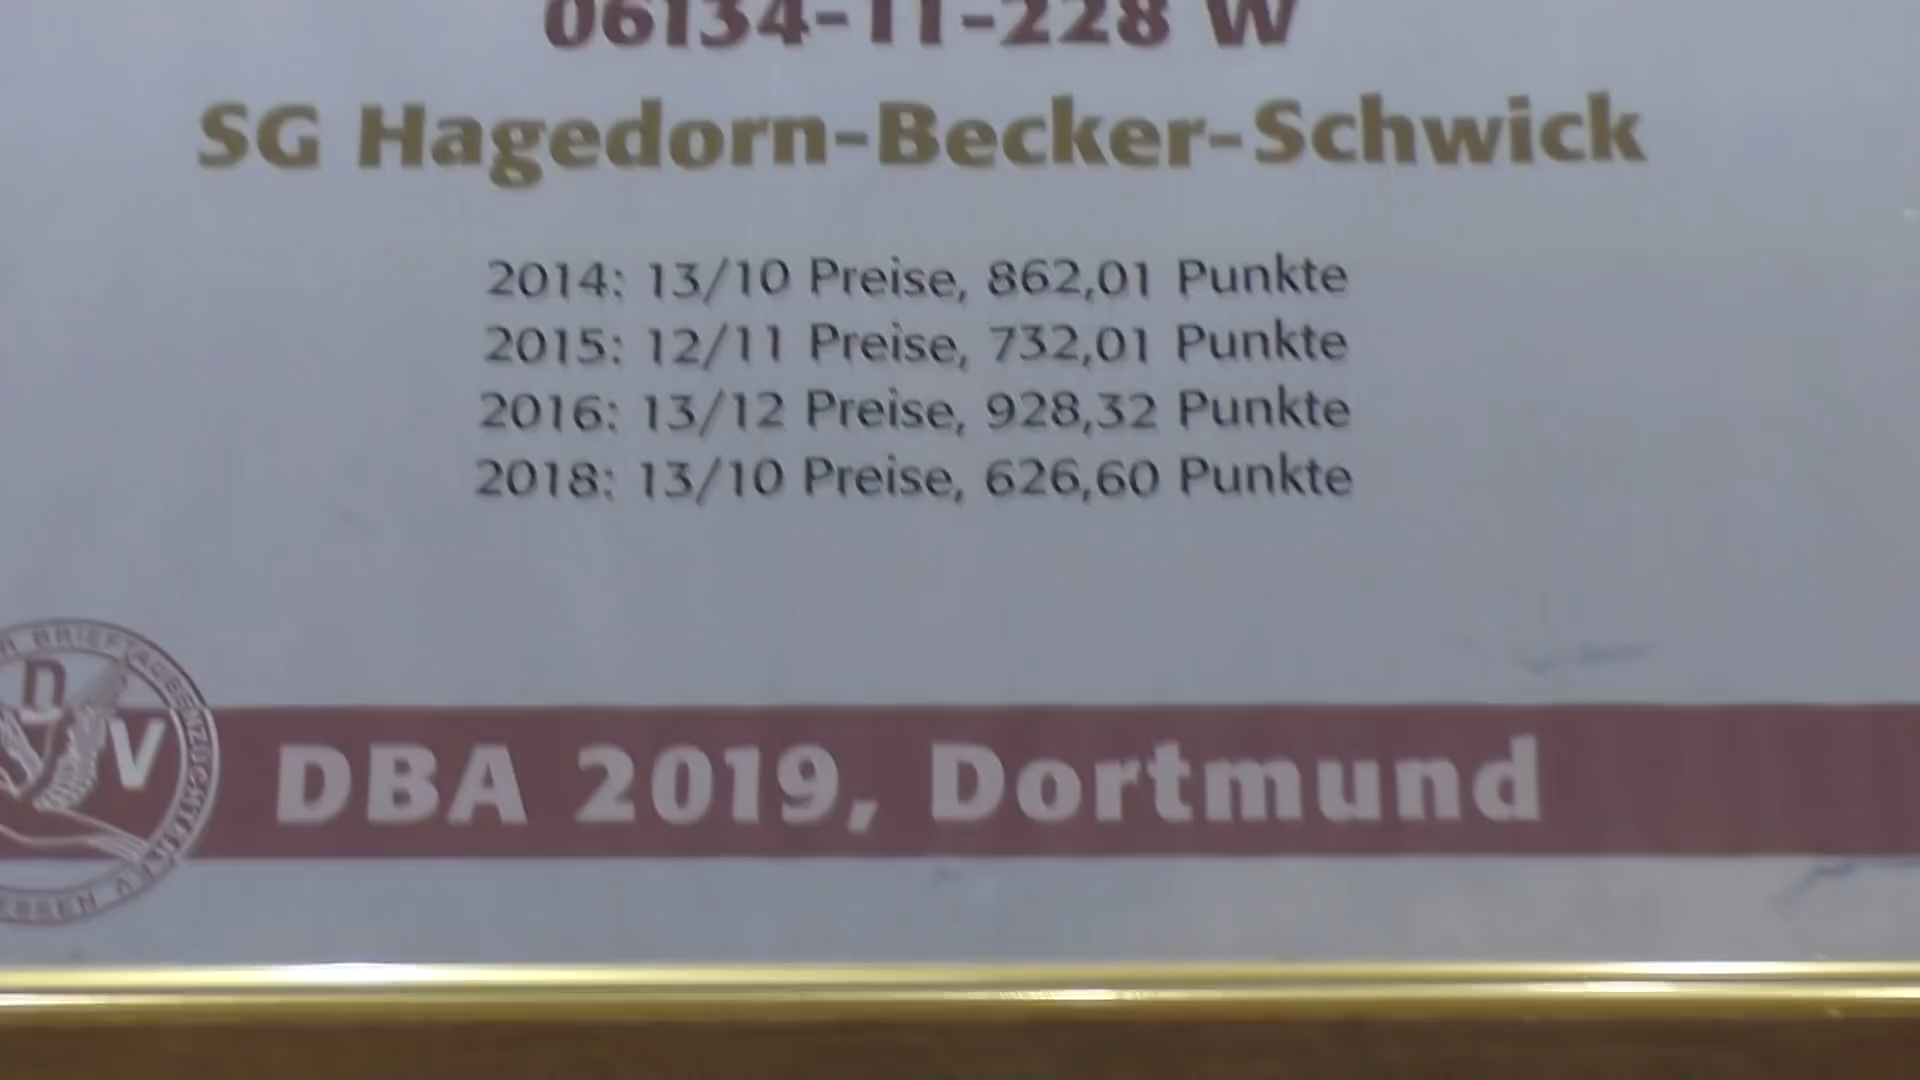 06134-11-228 W
SG Hagedorn-Becker-Schwick
2014: 13/10 Preise, 862,01 Punkte
2015: 12/11 Preise, 732,01 Punkte
2016: 13/12 Preise, 928,32 Punkte
2018: 13/10 Preise, 626,60 Punkte
BRIEFTAUBENZÜCHTER
D
V
ESSEN
DBA 2019, Dortmund